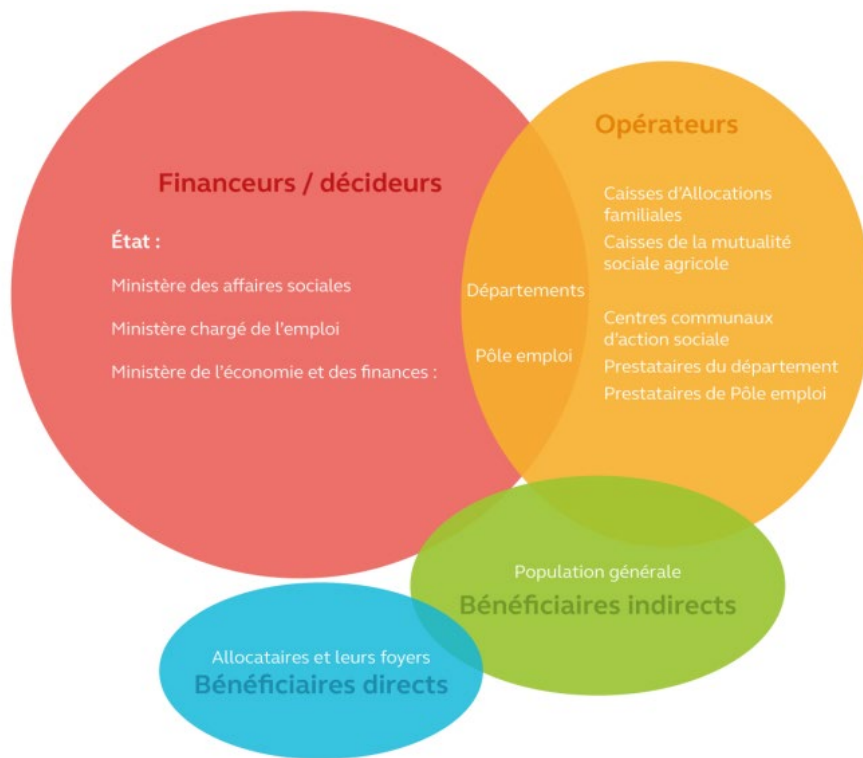 Financeurs / décideurs
État :
Ministère des affaires sociales
Ministère chargé de l'emploi
Ministère de l'économie et des finances :
Départements
Pôle emploi
Opérateurs
Caisses d'Allocations
familiales
Caisses de la mutualité
sociale agricole
Centres communaux
d'action sociale
Prestataires du département
Prestataires de Pôle emploi
Population générale
Bénéficiaires indirects
Allocataires et leurs foyers
Bénéficiaires directs